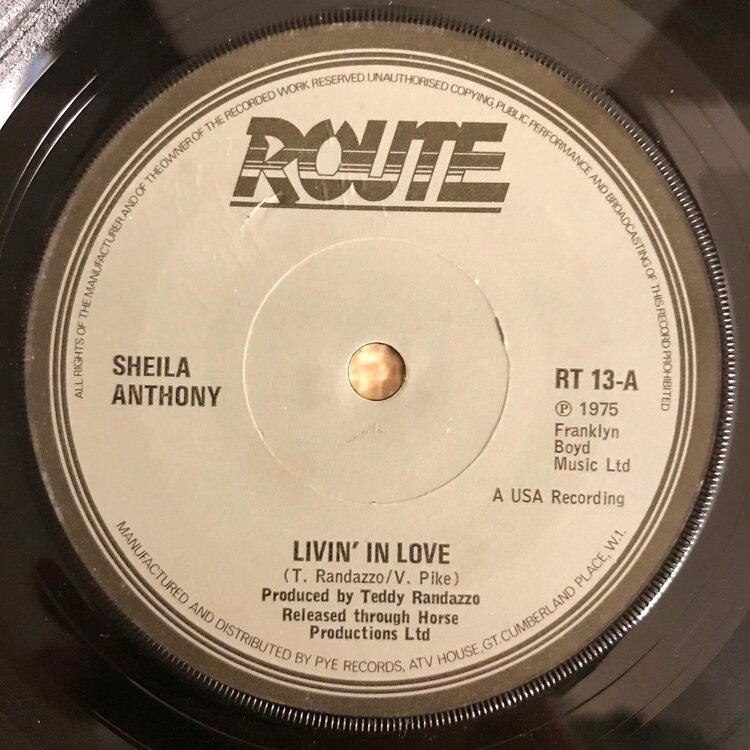 ALL RIGHTS OF THE MANUFACTURER AND OF THE OWNER OF THE RECORDED WORK RESERVED. UNAUTHORISED COPYING, PUBLIC PERFORMANCE AND BROADCASTING OF THIS RECORD PROHIBITED
ROUTE
SHEILA
ANTHONY
RT 13-A
℗ 1975
Franklyn
Boyd
Music Ltd
A USA Recording
LIVIN' IN LOVE
(T. Randazzo/V. Pike)
Produced by Teddy Randazzo
Released through Horse
Productions Ltd
MANUFACTURED AND DISTRIBUTED BY PYE RECORDS, ATV HOUSE, GT. CUMBERLAND PLACE, W.1.